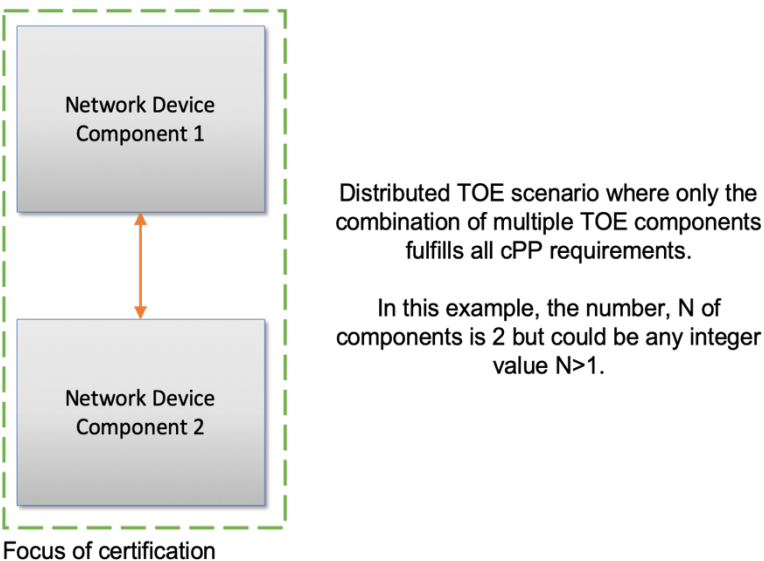 Network Device
Component 1
Distributed TOE scenario where only the
combination of multiple TOE components
fulfills all cPP requirements.
In this example, the number, N of
components is 2 but could be any integer
value N>1.
Network Device
Component 2
Focus of certification